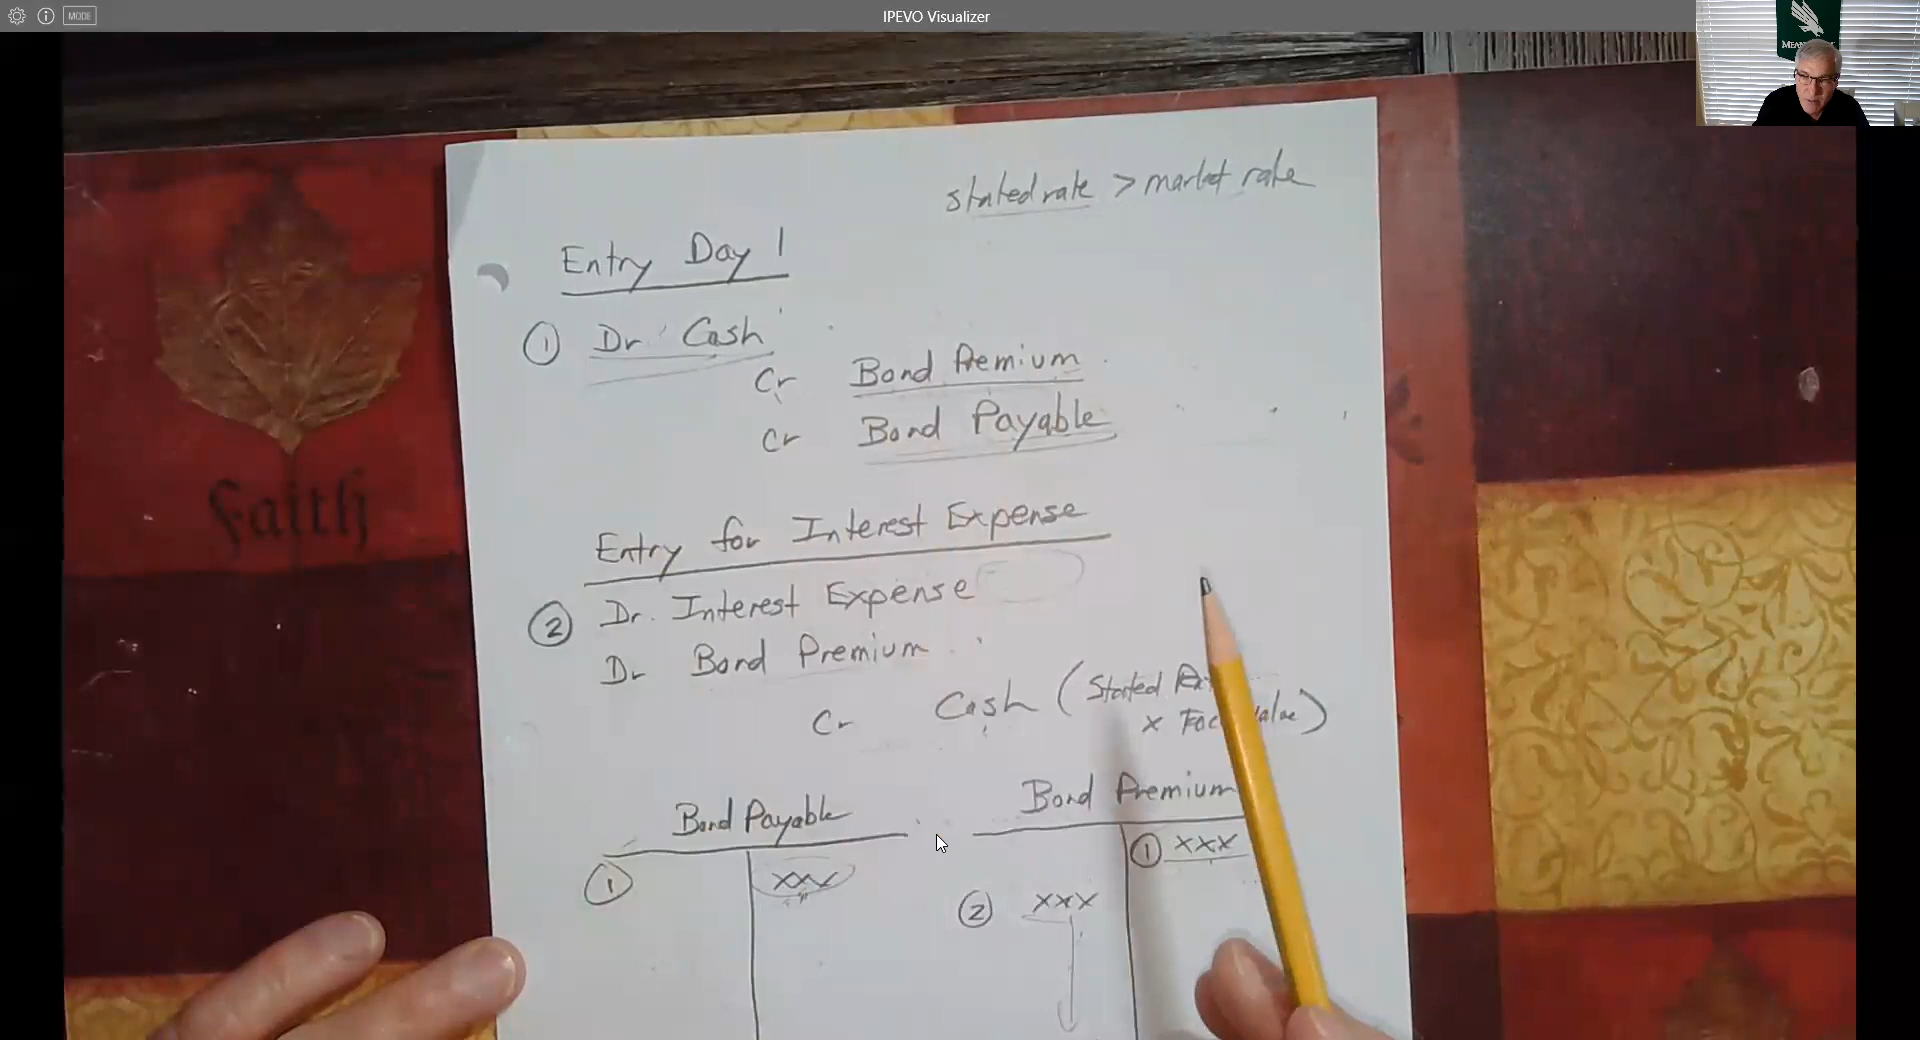 MODE
IPEVO Visualizer
stated rate > market rate
Entry Day 1
① Dr Cash
Cr Bond Premium
Cr Bond Payable
Faith
Entry for Interest Expense
② Dr. Interest Expense
Dr Bond Premium
Cr Cash (Stated
x Value)
Bond Payable
Bond Premium
① xxx
① xxx
② xxx